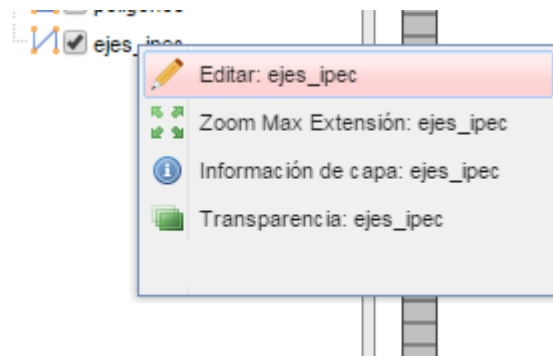 ejes_ipec
Editar: ejes_ipec
Zoom Max Extensión: ejes_ipec
Información de capa: ejes_ipec
Transparencia: ejes_ipec